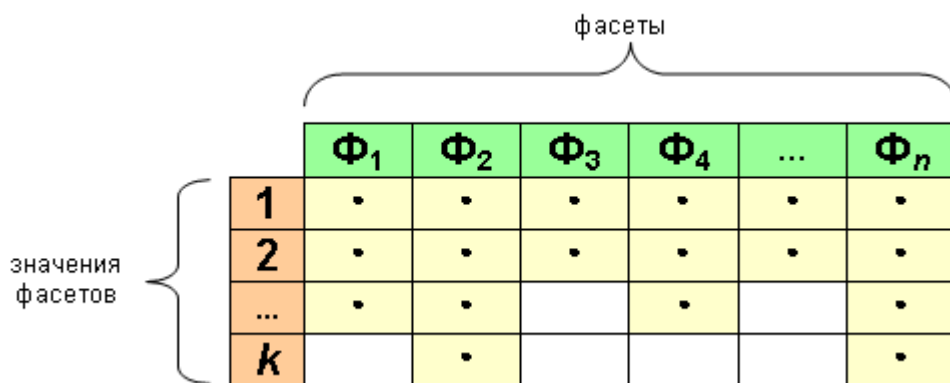 фасеты
Ф1 Ф2 Ф3 Ф4 ... Фn
1 • • • • • •
2 • • • • • •
значения
фасетов
... • • • •
k • •